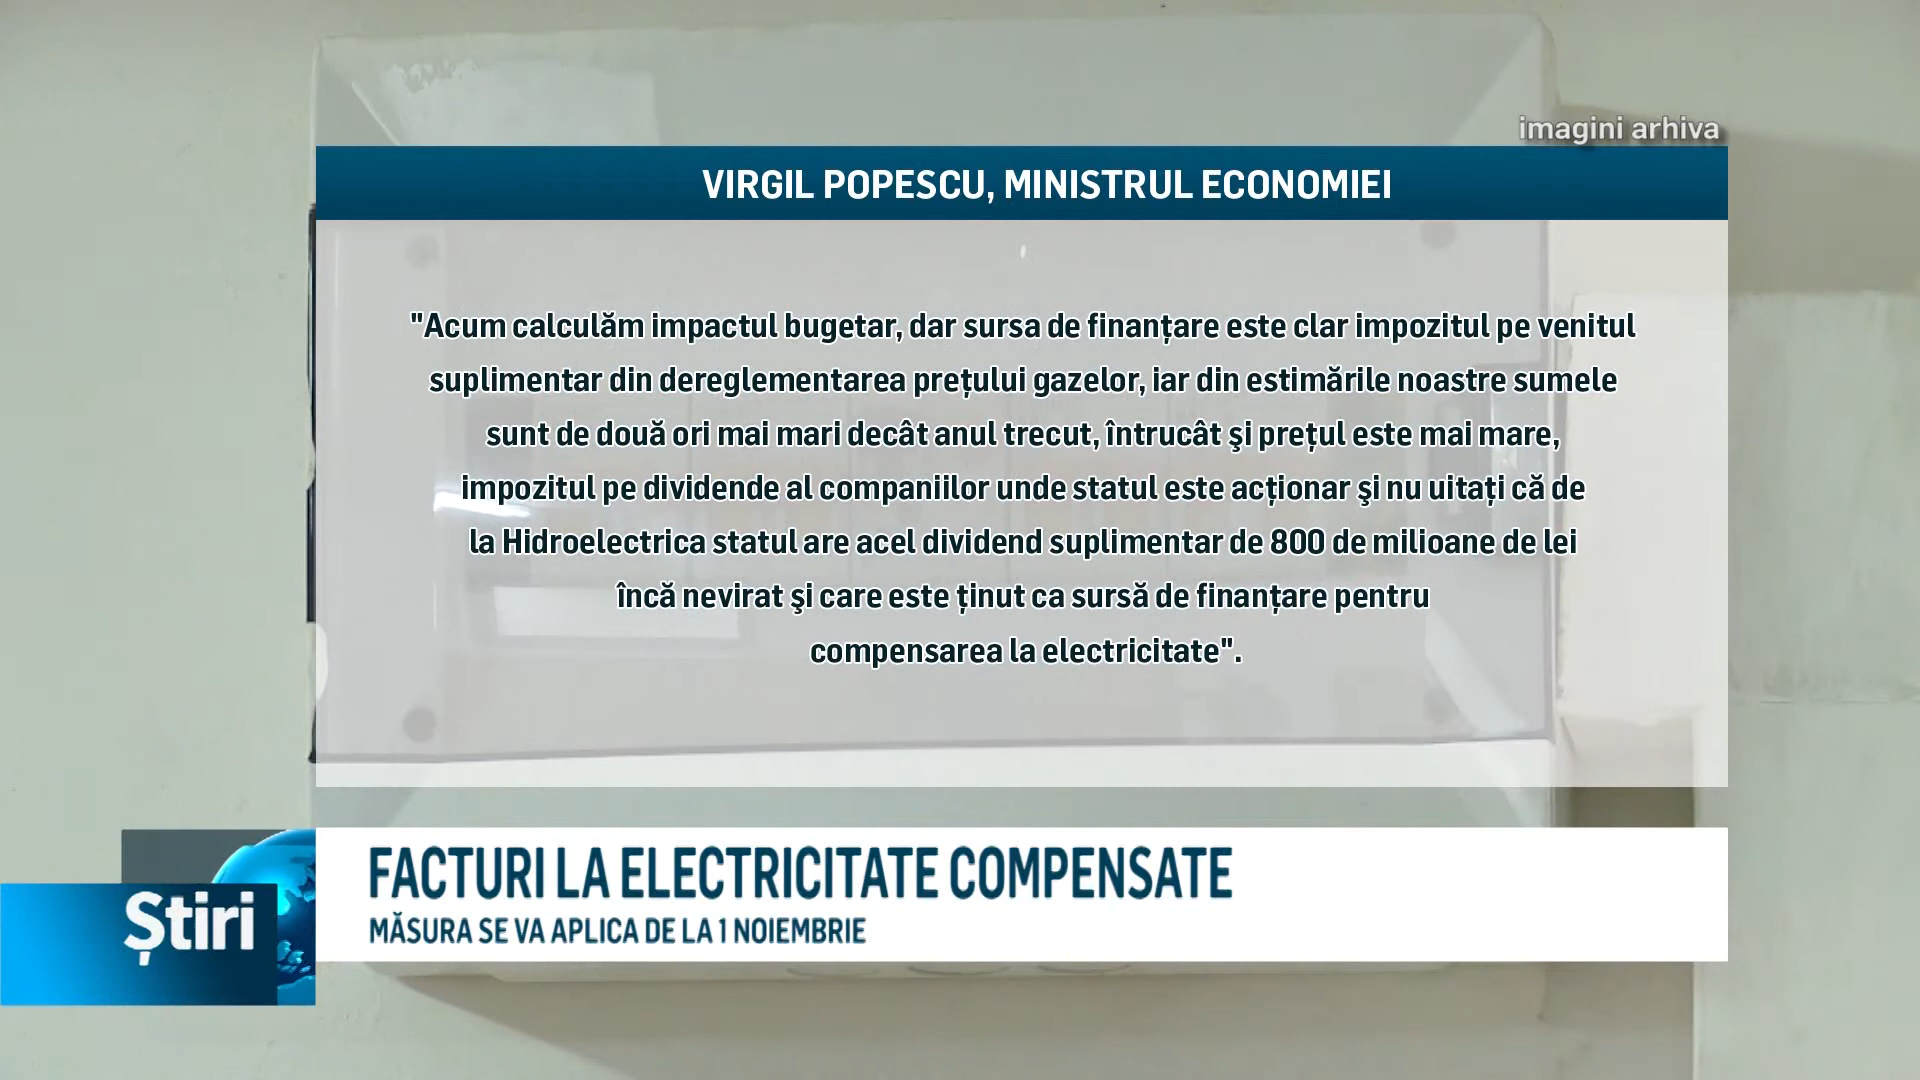 imagini arhiva
VIRGIL POPESCU, MINISTRUL ECONOMIEI
"Acum calculăm impactul bugetar, dar sursa de finanțare este clar impozitul pe venitul
suplimentar din dereglementarea prețului gazelor, iar din estimările noastre sumele
sunt de două ori mai mari decât anul trecut, întrucât şi prețul este mai mare,
impozitul pe dividende al companiilor unde statul este acționar şi nu uitați că de
la Hidroelectrica statul are acel dividend suplimentar de 800 de milioane de lei
încă nevirat şi care este ținut ca sursă de finanțare pentru
compensarea la electricitate".
FACTURI LA ELECTRICITATE COMPENSATE
MĂSURA SE VA APLICA DE LA 1 NOIEMBRIE
Știri